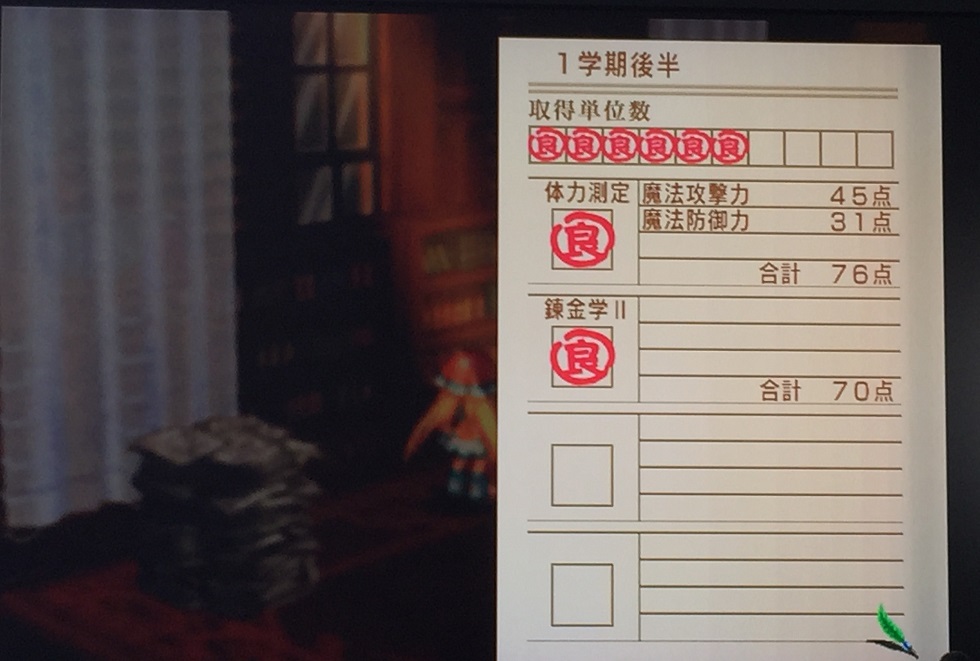 1学期後半
取得単位数
良良良良良良
体力測定
良
魔法攻撃力 45点
魔法防御力 31点
合計 76点
錬金学Ⅱ
良
合計 70点